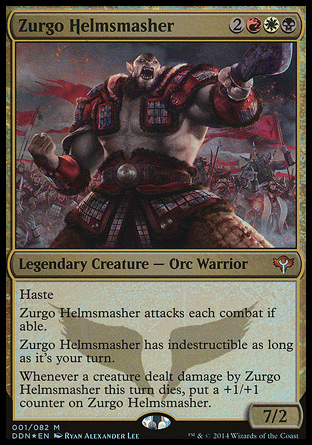 Zurgo Helmsmasher 2
Legendary Creature — Orc Warrior
Haste
Zurgo Helmsmasher attacks each combat if
able.
Zurgo Helmsmasher has indestructible as long
as it's your turn.
Whenever a creature dealt damage by Zurgo
Helmsmasher this turn dies, put a +1/+1
counter on Zurgo Helmsmasher.
7/2
001/082 M
DDN★EN Ryan Alexander Lee
™ & © 2014 Wizards of the Coast